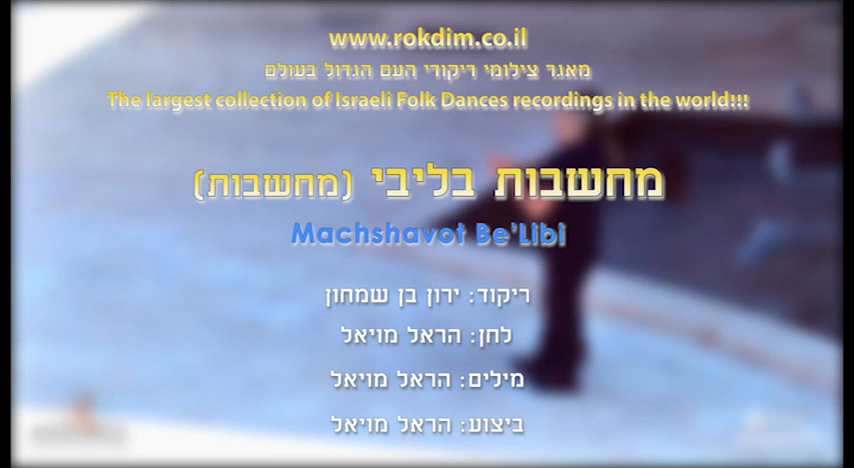 www.rokdim.co.il
מאגר צילומי ריקודי העם הגדול בעולם
The largest collection of Israeli Folk Dances recordings in the world!!!
מחשבות בליבי (מחשבות)
Machshavot Be'Libi
ריקוד: ירון בן שמחון
לחן: הראל מויאל
מילים: הראל מויאל
ביצוע: הראל מויאל